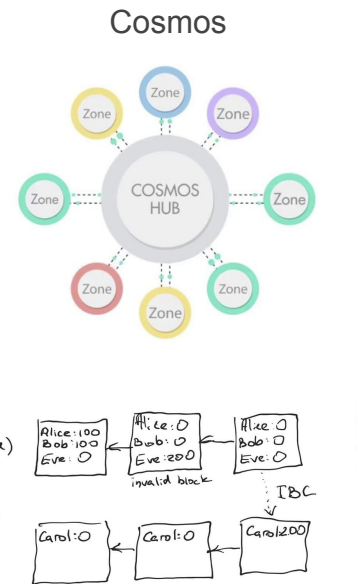 Cosmos
Zone
Zone
Zone
Zone
COSMOS
HUB
Zone
Zone
Zone
Zone
Alice:100
Bob:100
Eve: 0
Alice:0
Bob: 0
Eve:200
Alice:0
Bob: 0
Eve: 0
invalid block
IBC
Carol:0
Carol:0
Carol:200